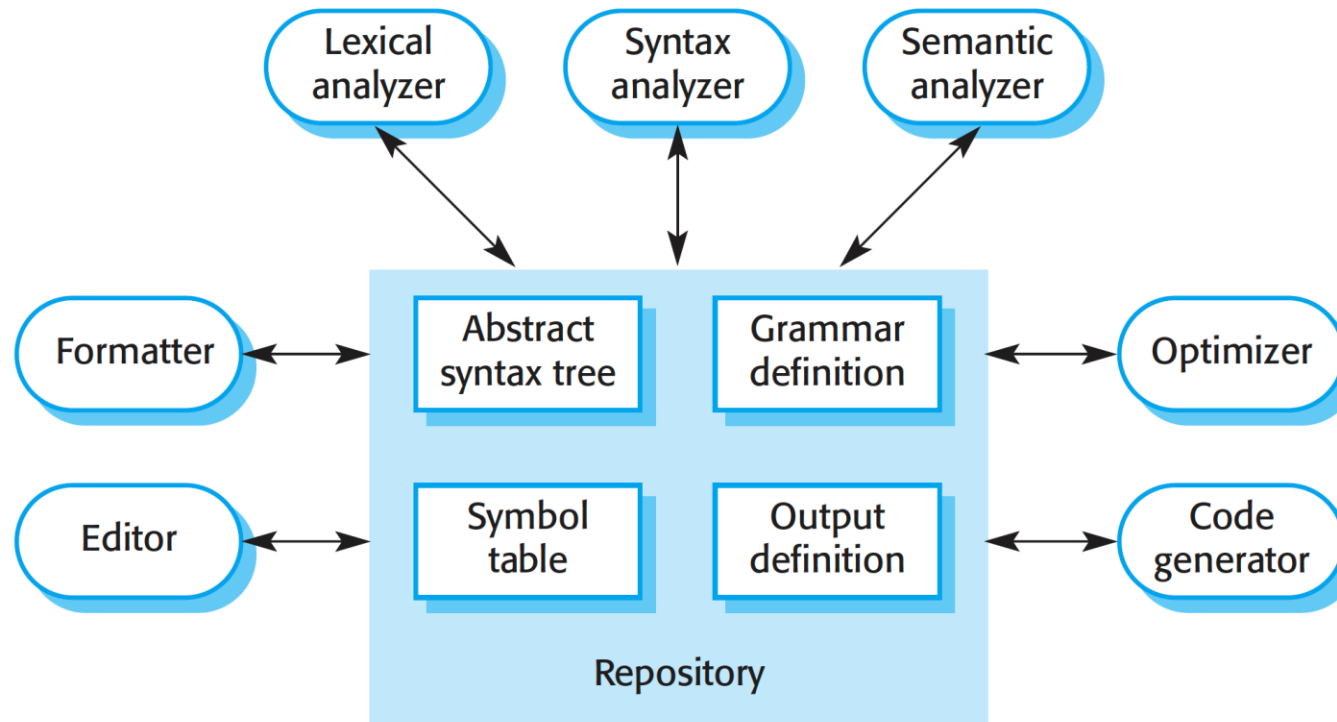 Lexical
analyzer
Syntax
analyzer
Semantic
analyzer
Formatter
Abstract
syntax tree
Grammar
definition
Optimizer
Editor
Symbol
table
Output
definition
Code
generator
Repository